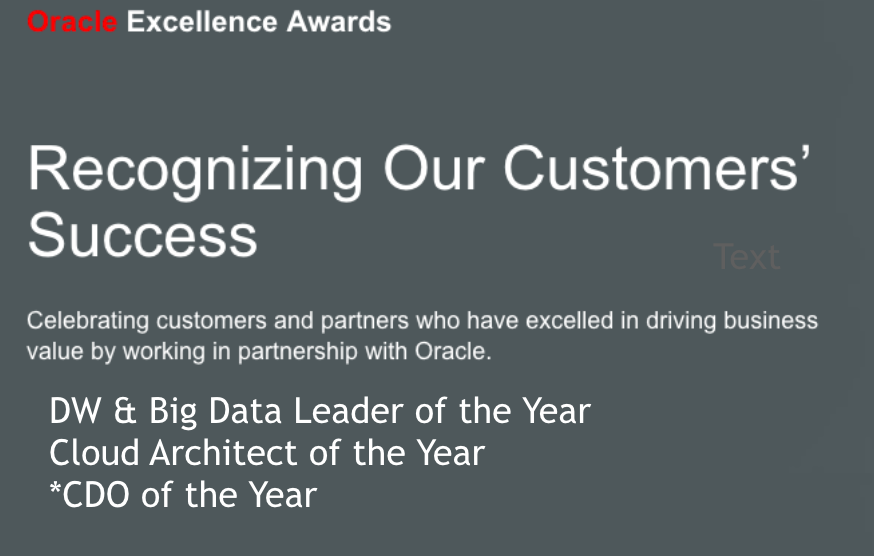 Oracle Excellence Awards
Recognizing Our Customers’
Success
Text
Celebrating customers and partners who have excelled in driving business
value by working in partnership with Oracle.
DW & Big Data Leader of the Year
Cloud Architect of the Year
*CDO of the Year